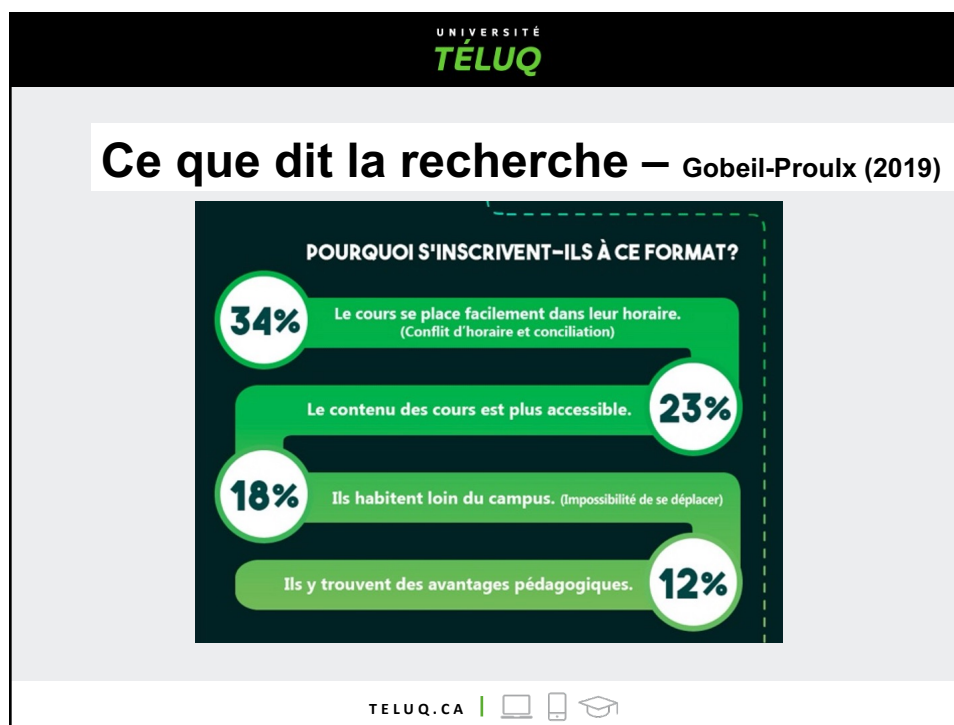 UNIVERSITÉ
TÉLUQ
Ce que dit la recherche – Gobeil-Proulx (2019)
POURQUOI S'INSCRIVENT-ILS À CE FORMAT?
34%
Le cours se place facilement dans leur horaire.
(Conflit d'horaire et conciliation)
Le contenu des cours est plus accessible.
23%
18%
Ils habitent loin du campus. (Impossibilité de se déplacer)
Ils y trouvent des avantages pédagogiques.
12%
TELUQ.CA